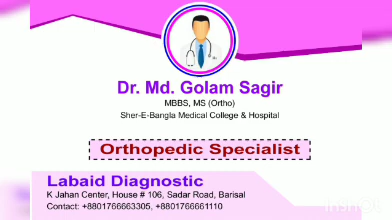 Dr. Md. Golam Sagir
MBBS, MS (Ortho)
Sher-E-Bangla Medical College & Hospital
Orthopedic Specialist
Labaid Diagnostic
K Jahan Center, House # 106, Sadar Road, Barisal
Contact: +8801766663305, +8801766661110